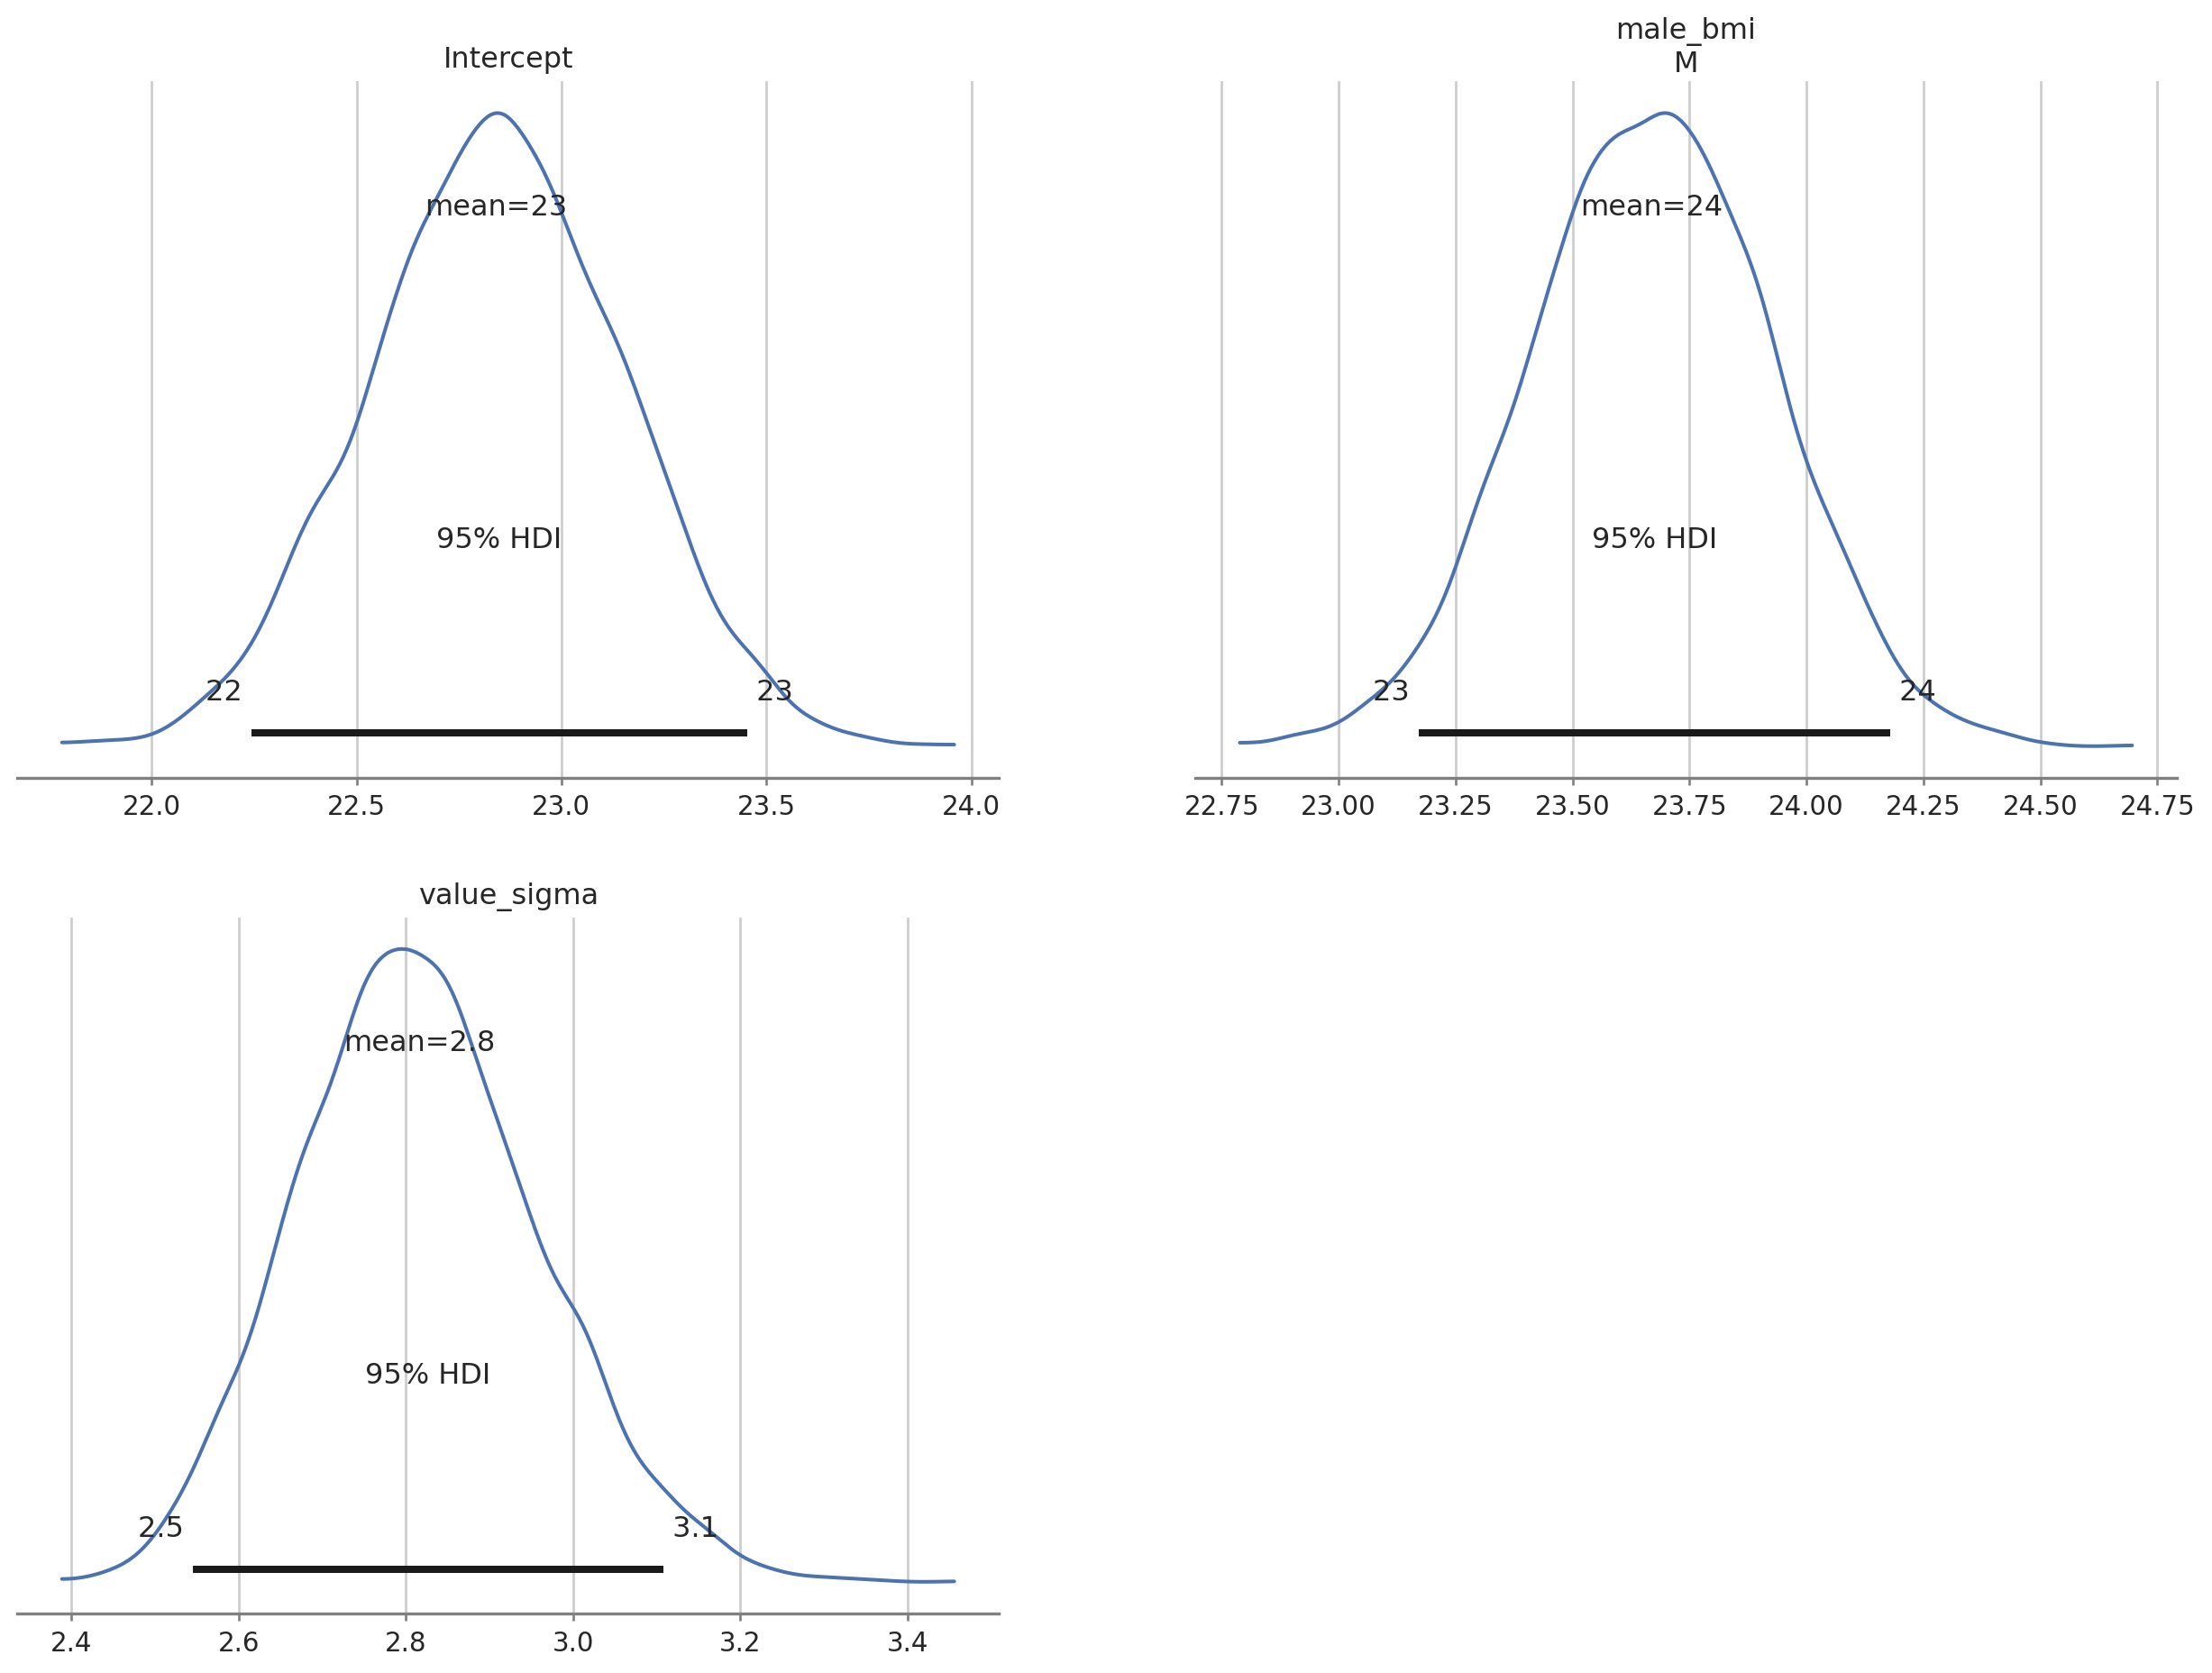 Intercept
mean=23
95% HDI
22 23
22.0 22.5 23.0 23.5 24.0
male_bmi
M
mean=24
95% HDI
23 24
22.75 23.00 23.25 23.50 23.75 24.00 24.25 24.50 24.75
value_sigma
mean=2.8
95% HDI
2.5 3.1
2.4 2.6 2.8 3.0 3.2 3.4